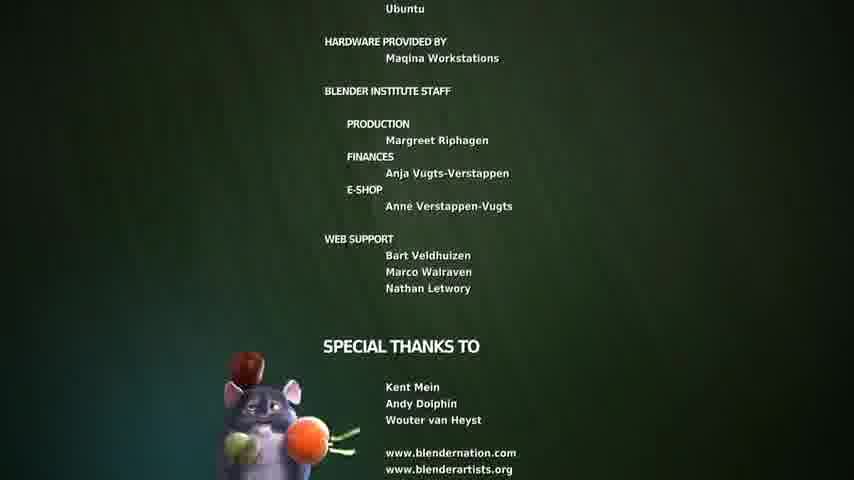 Ubuntu
HARDWARE PROVIDED BY
Maqina Workstations
BLENDER INSTITUTE STAFF
PRODUCTION
Margreet Riphagen
FINANCES
Anja Vugts-Verstappen
E-SHOP
Anne Verstappen-Vugts
WEB SUPPORT
Bart Veldhuizen
Marco Walraven
Nathan Letwory
SPECIAL THANKS TO
Kent Mein
Andy Dolphin
Wouter van Heyst
www.blendernation.com
www.blenderartists.org